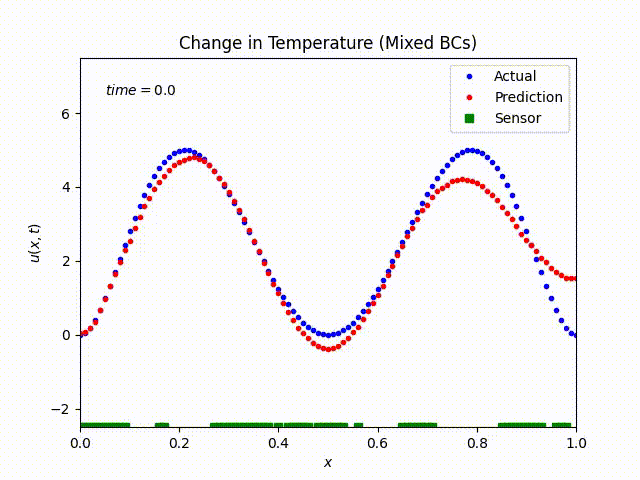 Change in Temperature (Mixed BCs)
time = 0.0
Actual
Prediction
Sensor
6
4
2
0
−2
u(x, t)
0.0 0.2 0.4 0.6 0.8 1.0
x